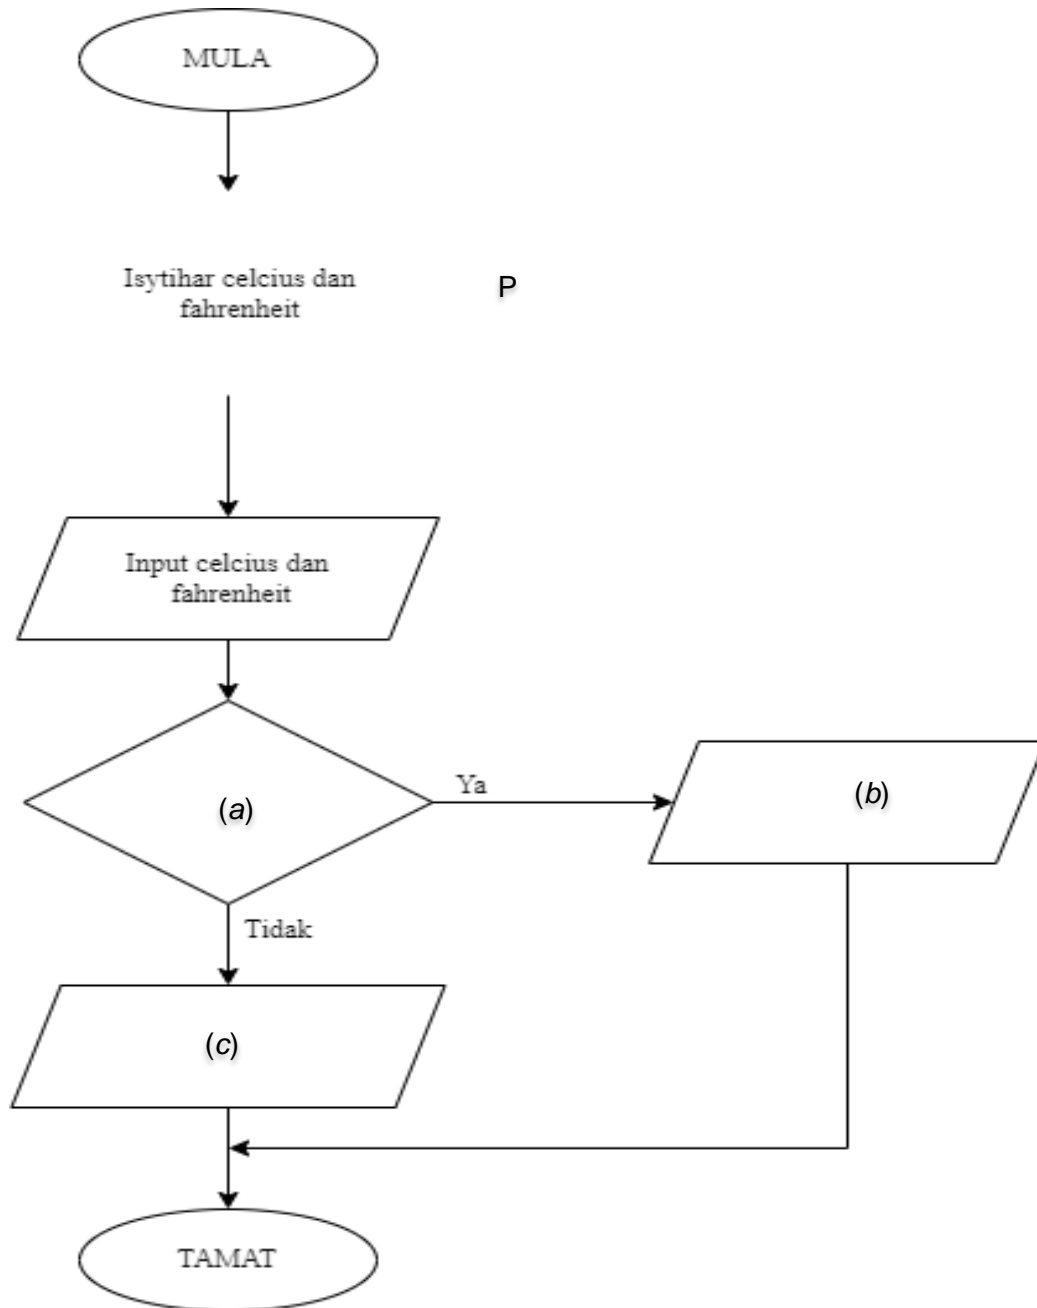 MULA
Isytihar celcius dan
fahrenheit
P
Input celcius dan
fahrenheit
(a)
Ya
(b)
Tidak
(c)
TAMAT